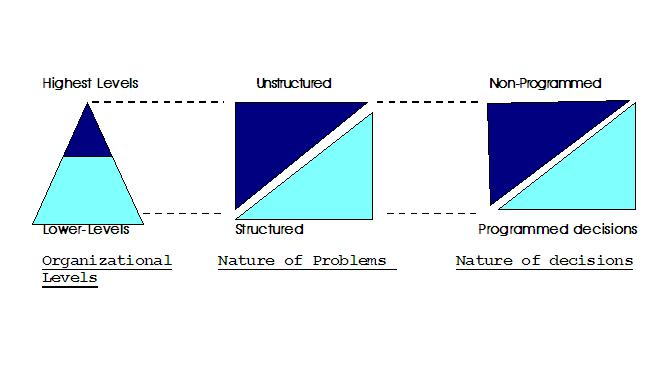 Highest Levels
Unstructured
Non-Programmed
Lower-Levels
Structured
Programmed decisions
Organizational
Levels
Nature of Problems
Nature of decisions